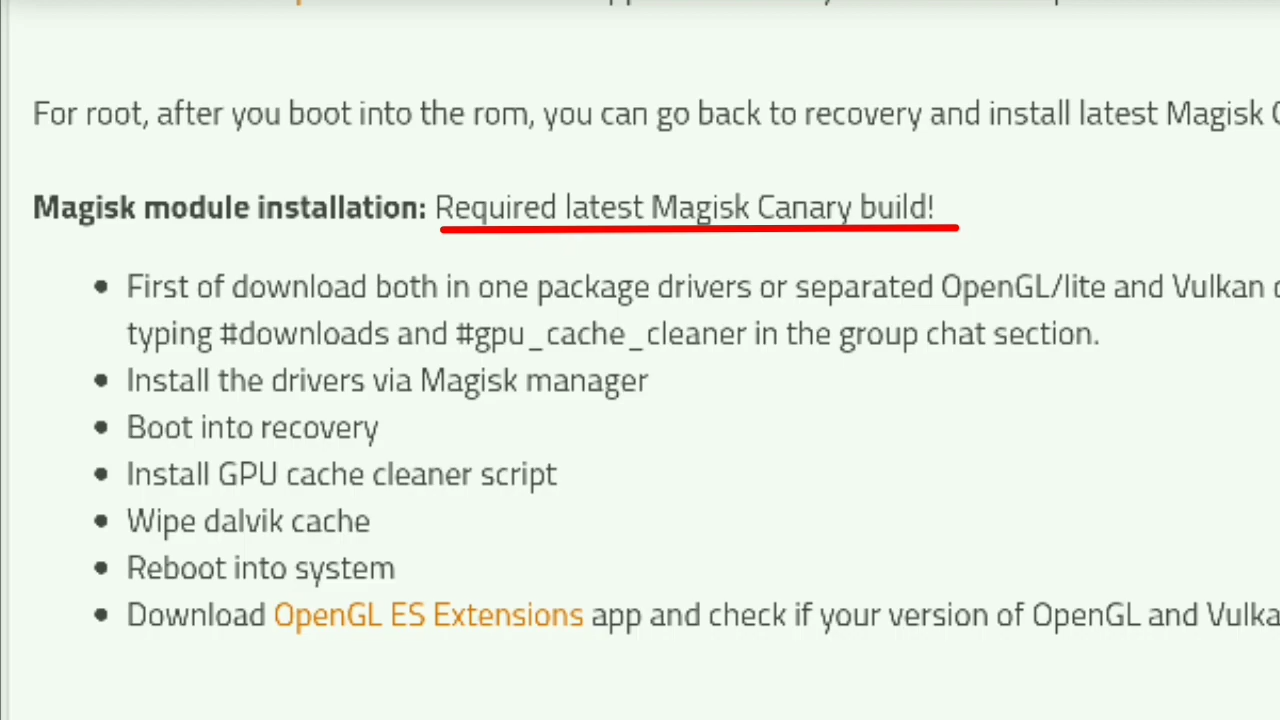 For root, after you boot into the rom, you can go back to recovery and install latest Magisk
Magisk module installation: Required latest Magisk Canary build!
• First of download both in one package drivers or separated OpenGL/lite and Vulkan
typing #downloads and #gpu_cache_cleaner in the group chat section.
• Install the drivers via Magisk manager
• Boot into recovery
• Install GPU cache cleaner script
• Wipe dalvik cache
• Reboot into system
• Download OpenGL ES Extensions app and check if your version of OpenGL and Vulka